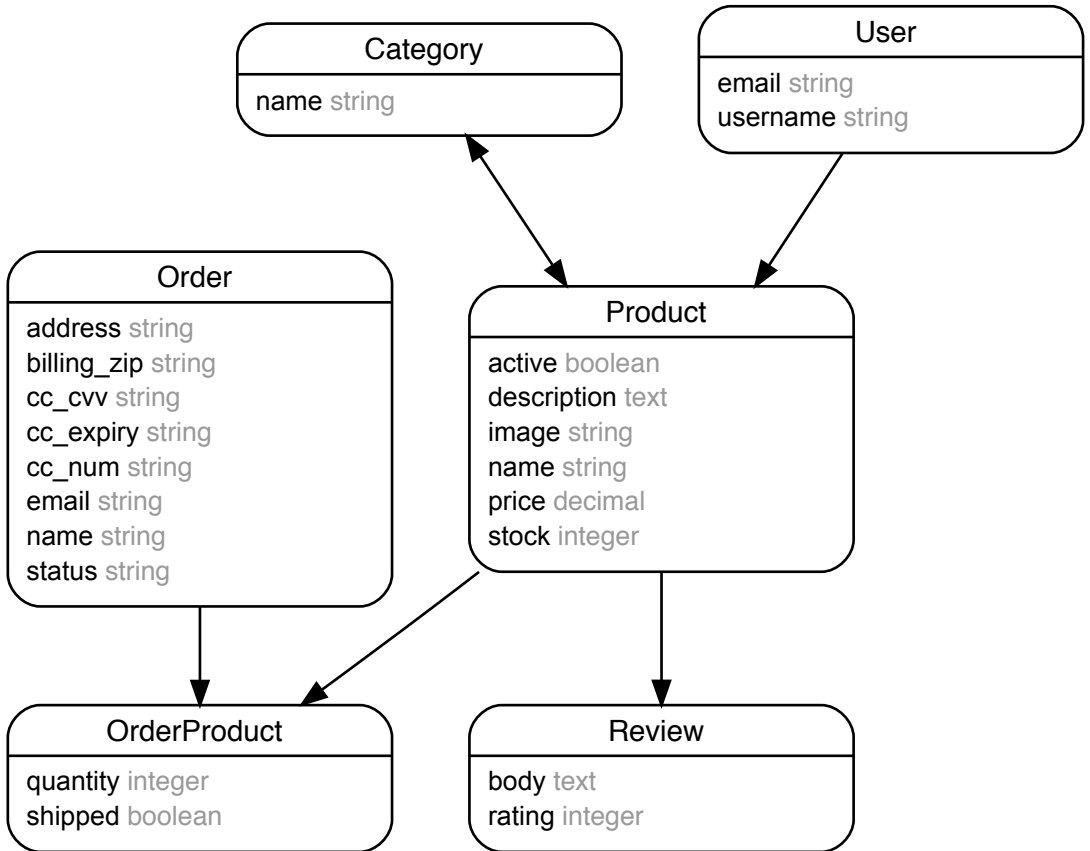 Category
name string
User
email string
username string
Order
address string
billing_zip string
cc_cvv string
cc_expiry string
cc_num string
email string
name string
status string
Product
active boolean
description text
image string
name string
price decimal
stock integer
OrderProduct
quantity integer
shipped boolean
Review
body text
rating integer